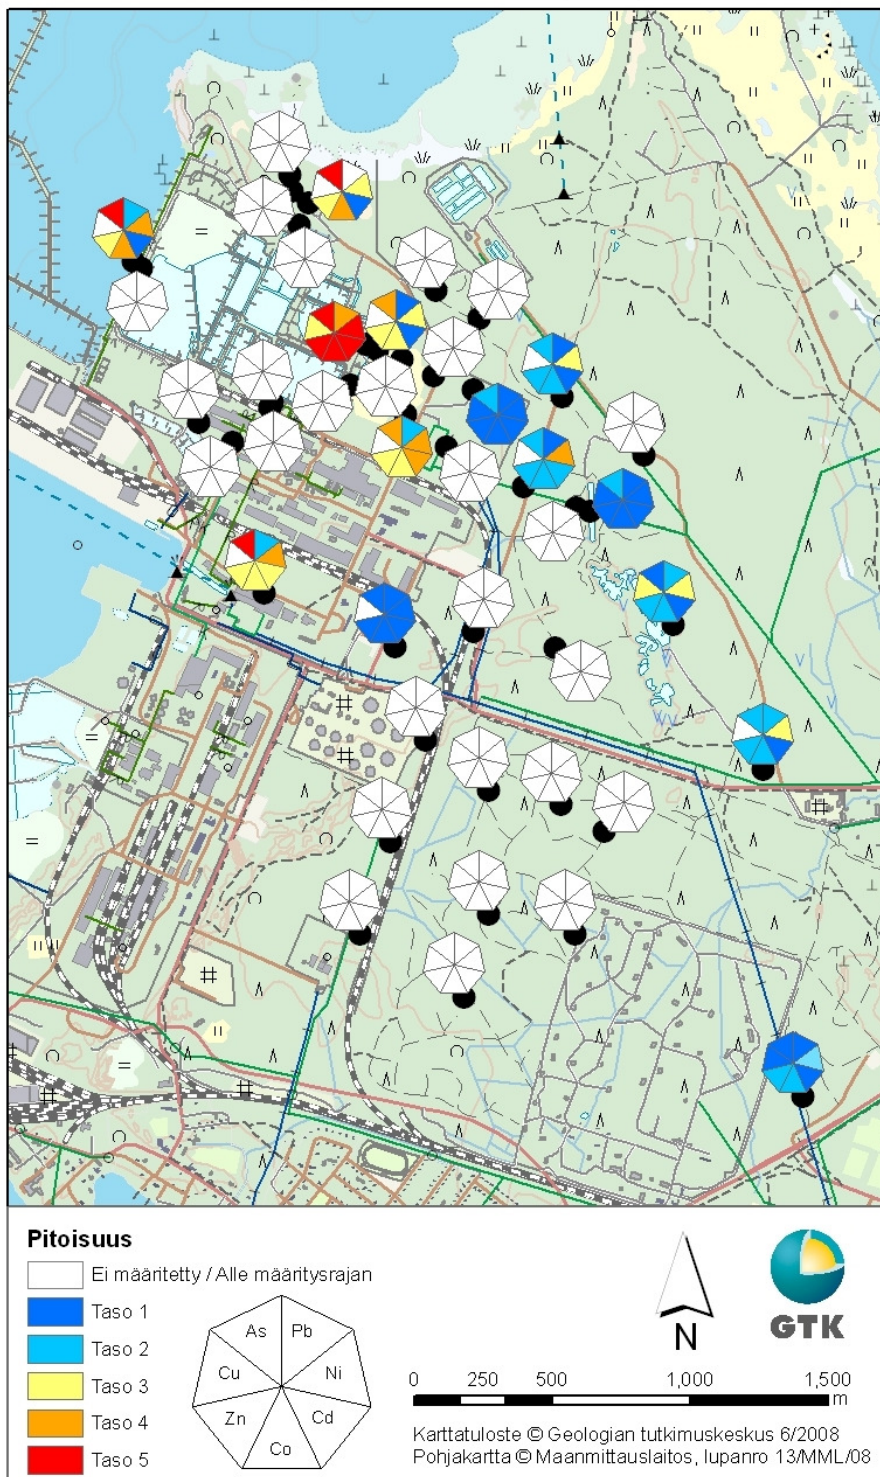 Pitoisuus
Ei määritetty / Alle määritysrajan
Taso 1
Taso 2
Taso 3
Taso 4
Taso 5
As Pb
Cu Ni
Zn Cd
Co
N
GTK
0 250 500 1,000 1,500
m
Karttatuloste © Geologian tutkimuskeskus 6/2008
Pohjakartta © Maanmittauslaitos, lupanro 13/MML/08